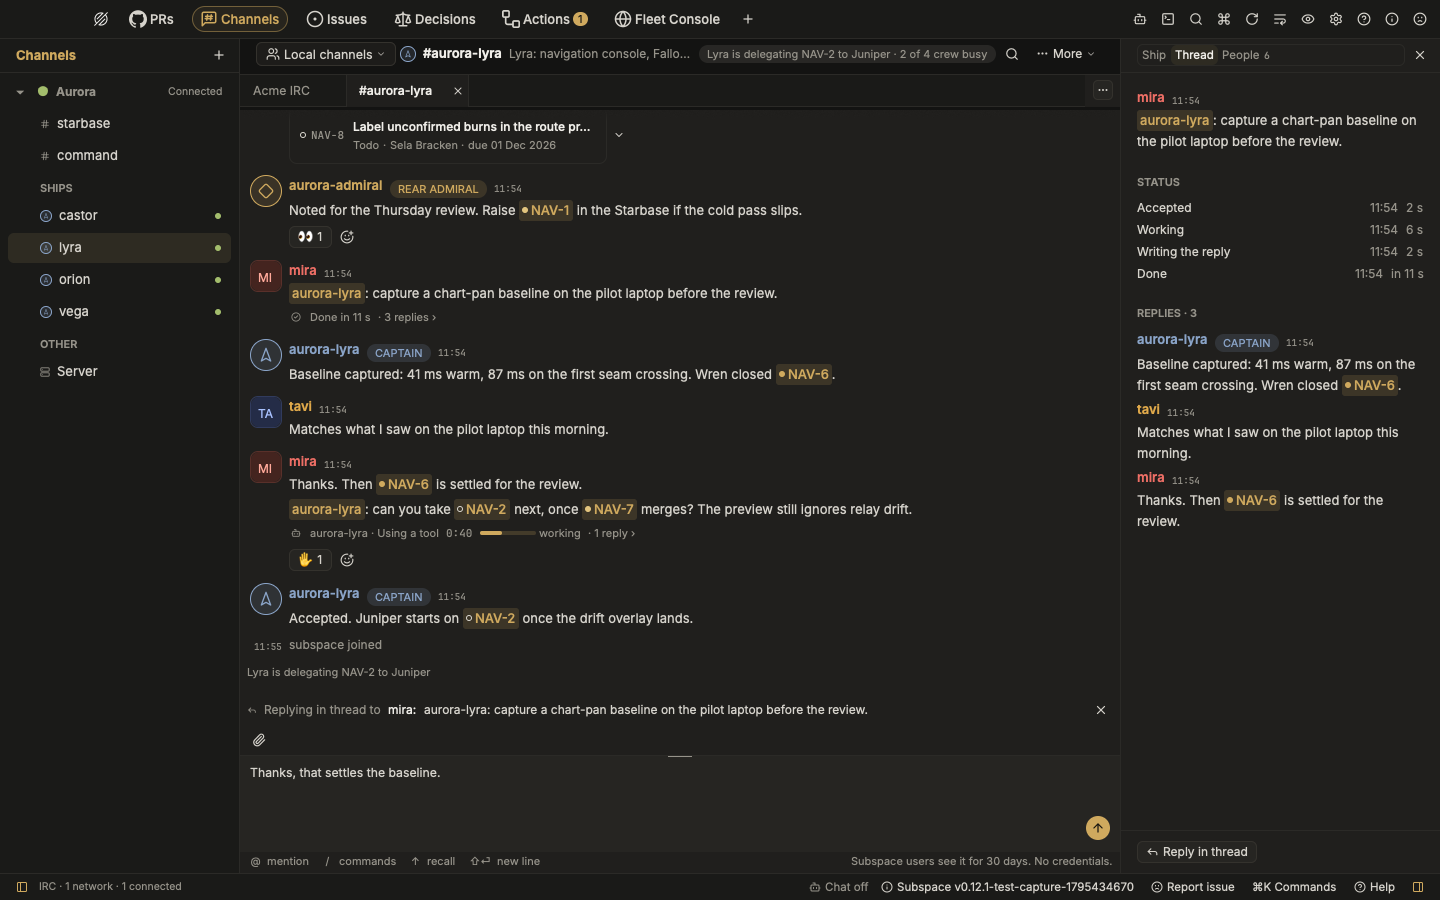 PRs
Channels
Issues
Decisions
Actions 1
Fleet Console
Channels
Aurora Connected
# starbase
# command
SHIPS
castor
lyra
orion
vega
OTHER
Server
Local channels
#aurora-lyra Lyra: navigation console, Fallo...
Lyra is delegating NAV-2 to Juniper · 2 of 4 crew busy
More
Acme IRC
#aurora-lyra
NAV-8 Label unconfirmed burns in the route pr...
Todo · Sela Bracken · due 01 Dec 2026
aurora-admiral REAR ADMIRAL 11:54
Noted for the Thursday review. Raise NAV-1 in the Starbase if the cold pass slips.
👀 1
MI mira 11:54
aurora-lyra: capture a chart-pan baseline on the pilot laptop before the review.
Done in 11 s · 3 replies ›
aurora-lyra CAPTAIN 11:54
Baseline captured: 41 ms warm, 87 ms on the first seam crossing. Wren closed NAV-6.
TA tavi 11:54
Matches what I saw on the pilot laptop this morning.
MI mira 11:54
Thanks. Then NAV-6 is settled for the review.
aurora-lyra: can you take NAV-2 next, once NAV-7 merges? The preview still ignores relay drift.
aurora-lyra · Using a tool 0:40 working · 1 reply ›
✋ 1
aurora-lyra CAPTAIN 11:54
Accepted. Juniper starts on NAV-2 once the drift overlay lands.
11:55 subspace joined
Lyra is delegating NAV-2 to Juniper
Replying in thread to mira: aurora-lyra: capture a chart-pan baseline on the pilot laptop before the review.
Thanks, that settles the baseline.
@ mention / commands ↑ recall ⇧⏎ new line
Subspace users see it for 30 days. No credentials.
Ship Thread People 6
mira 11:54
aurora-lyra: capture a chart-pan baseline on
the pilot laptop before the review.
STATUS
Accepted 11:54 2 s
Working 11:54 6 s
Writing the reply 11:54 2 s
Done 11:54 in 11 s
REPLIES · 3
aurora-lyra CAPTAIN 11:54
Baseline captured: 41 ms warm, 87 ms on the
first seam crossing. Wren closed NAV-6.
tavi 11:54
Matches what I saw on the pilot laptop this
morning.
mira 11:54
Thanks. Then NAV-6 is settled for the
review.
Reply in thread
IRC · 1 network · 1 connected
Chat off
Subspace v0.12.1-test-capture-1795434670
Report issue
⌘K Commands
Help